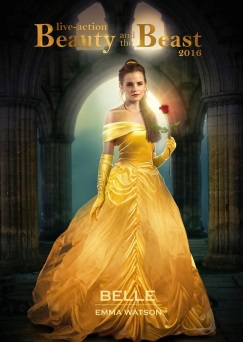 live-action
Beauty and the Beast
2016
BELLE
EMMA WATSON